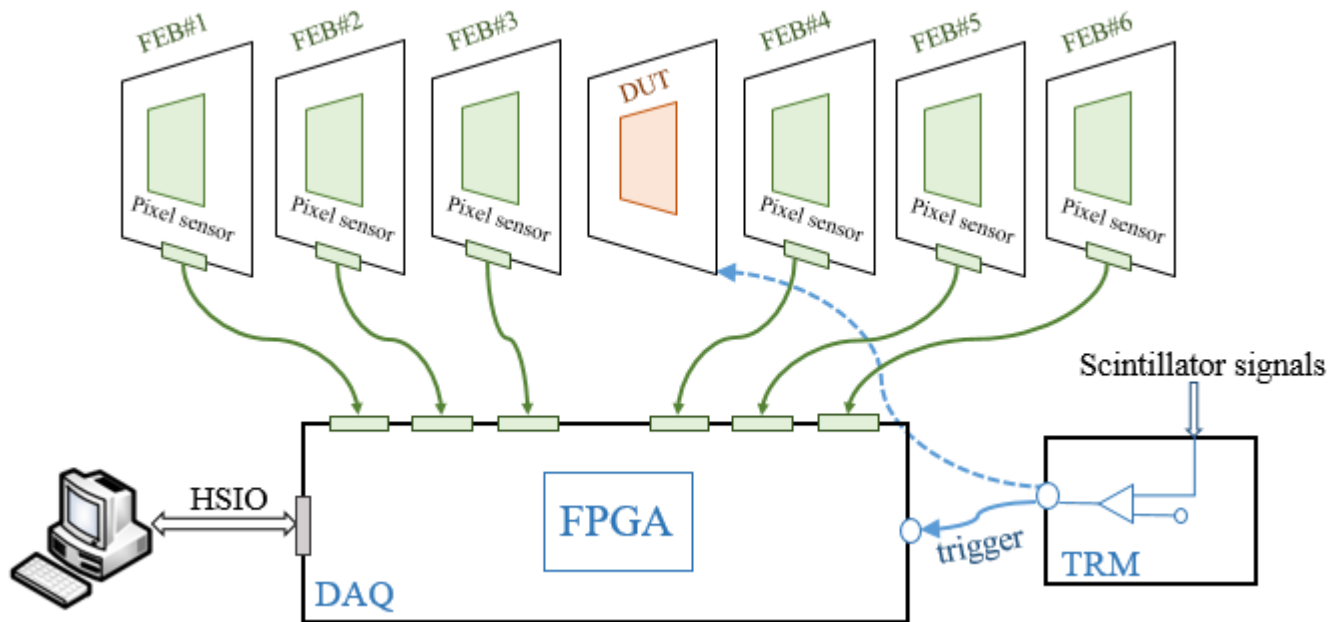 FEB#1
FEB#2
FEB#3
FEB#4
FEB#5
FEB#6
DUT
Pixel sensor
Pixel sensor
Pixel sensor
Pixel sensor
Pixel sensor
Pixel sensor
Scintillator signals
HSIO
FPGA
trigger
DAQ
TRM